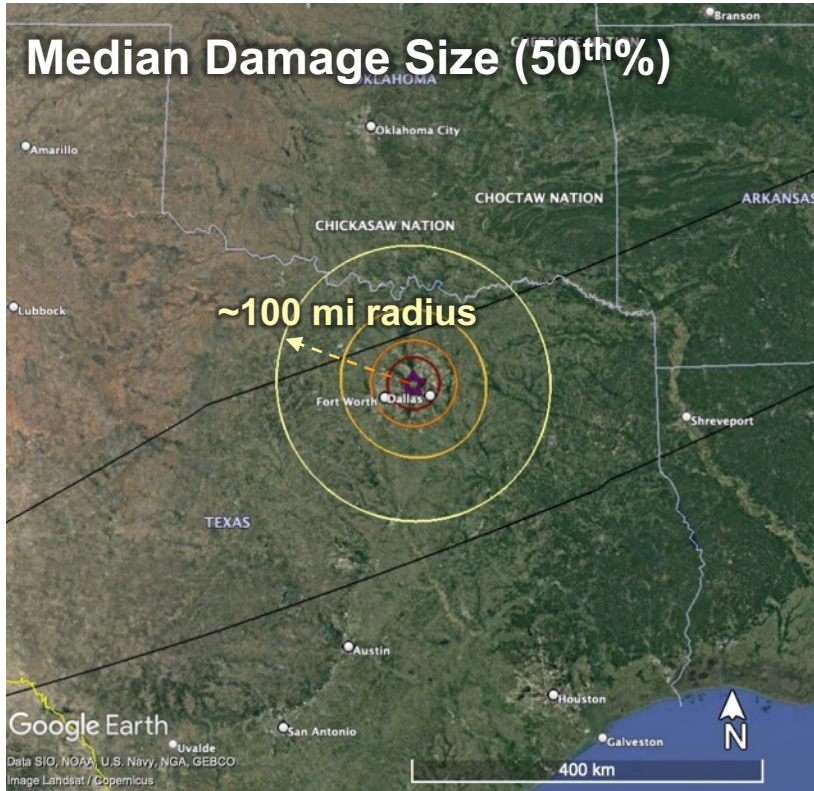 Branson
CHEROKEE NATION
Median Damage Size (50th%)
OKLAHOMA
Oklahoma City
Amarillo
CHOCTAW NATION
ARKANSAS
CHICKASAW NATION
Lubbock
~100 mi radius
Fort Worth
Dallas
Shreveport
TEXAS
Austin
Houston
Google Earth
San Antonio
N
Uvalde
Galveston
Data SIO, NOAA, U.S. Navy, NGA, GEBCO
400 km
Image Landsat / Copernicus